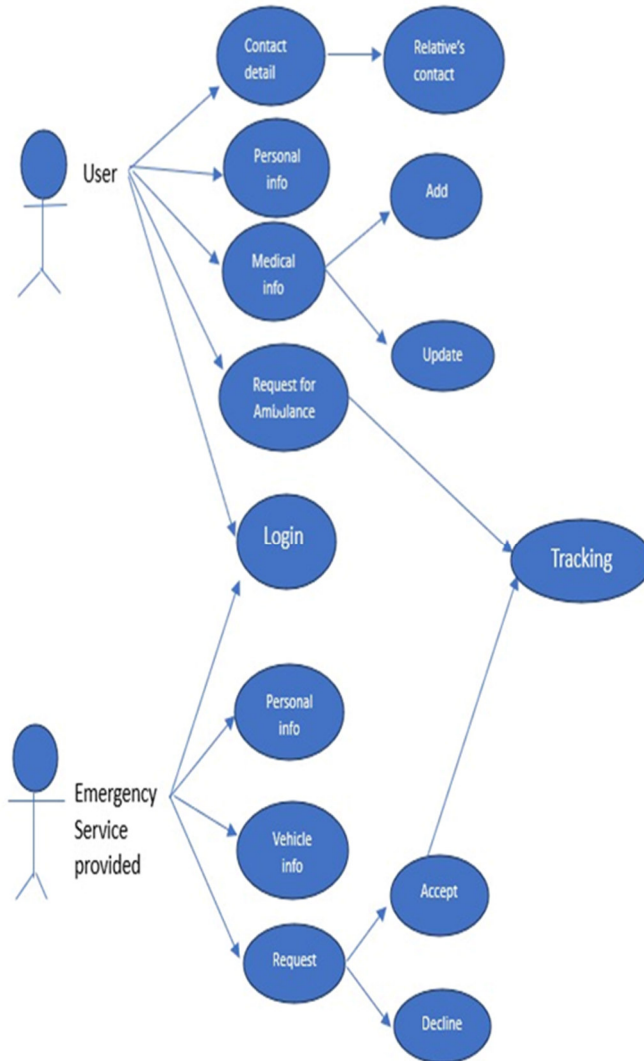 Contact
detail
Relative's
contact
User
Personal
info
Add
Medical
info
Update
Request for
Ambulance
Login
Tracking
Personal
info
Emergency
Service
provided
Vehicle
info
Accept
Request
Decline